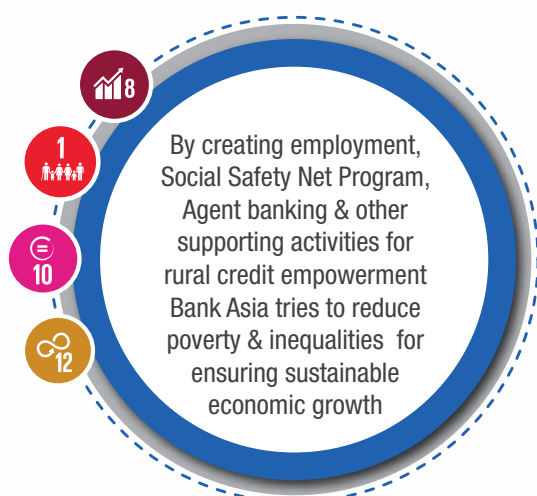 8
1
10
12
By creating employment,
Social Safety Net Program,
Agent banking & other
supporting activities for
rural credit empowerment
Bank Asia tries to reduce
poverty & inequalities for
ensuring sustainable
economic growth